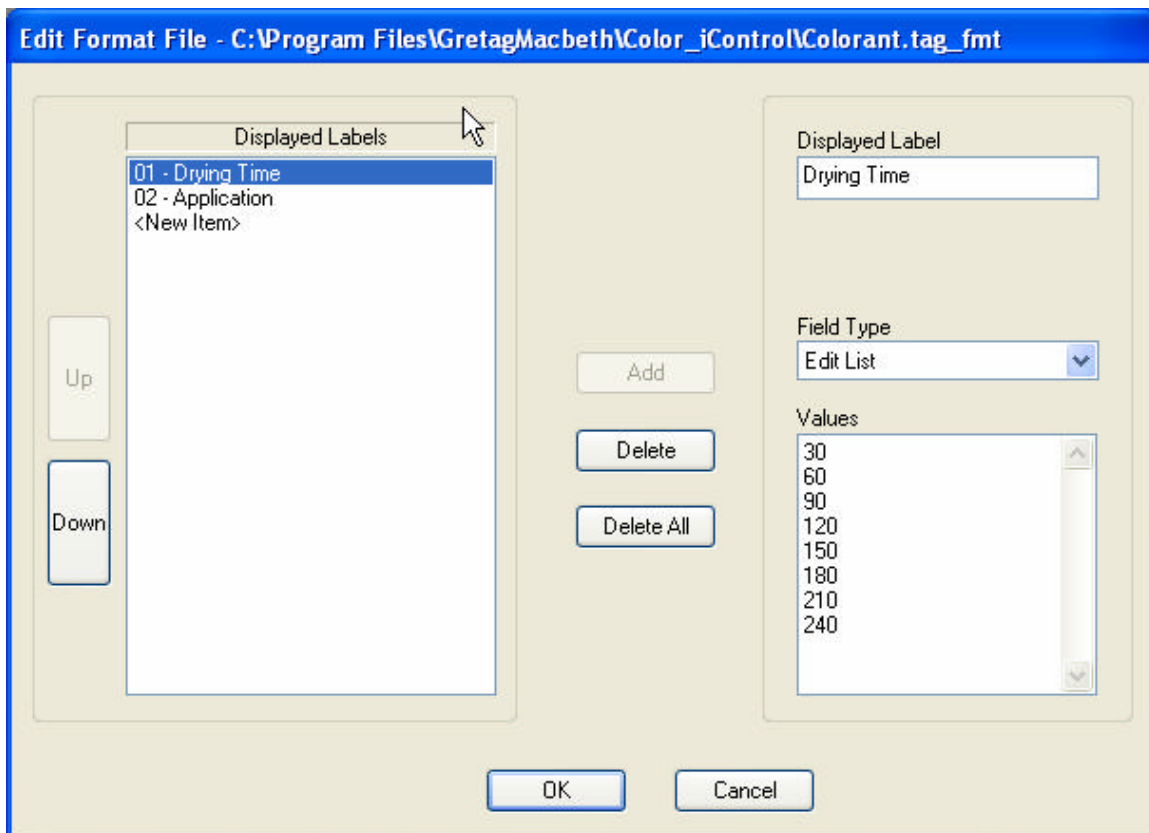 Edit Format File - C:\Program Files\GretagMacbeth\Color_iControl\Colorant.tag_fmt
Displayed Labels
01 - Drying Time
02 - Application
<New Item>
Up
Down
Add
Delete
Delete All
Displayed Label
Drying Time
Field Type
Edit List
Values
30
60
90
120
150
180
210
240
OK
Cancel